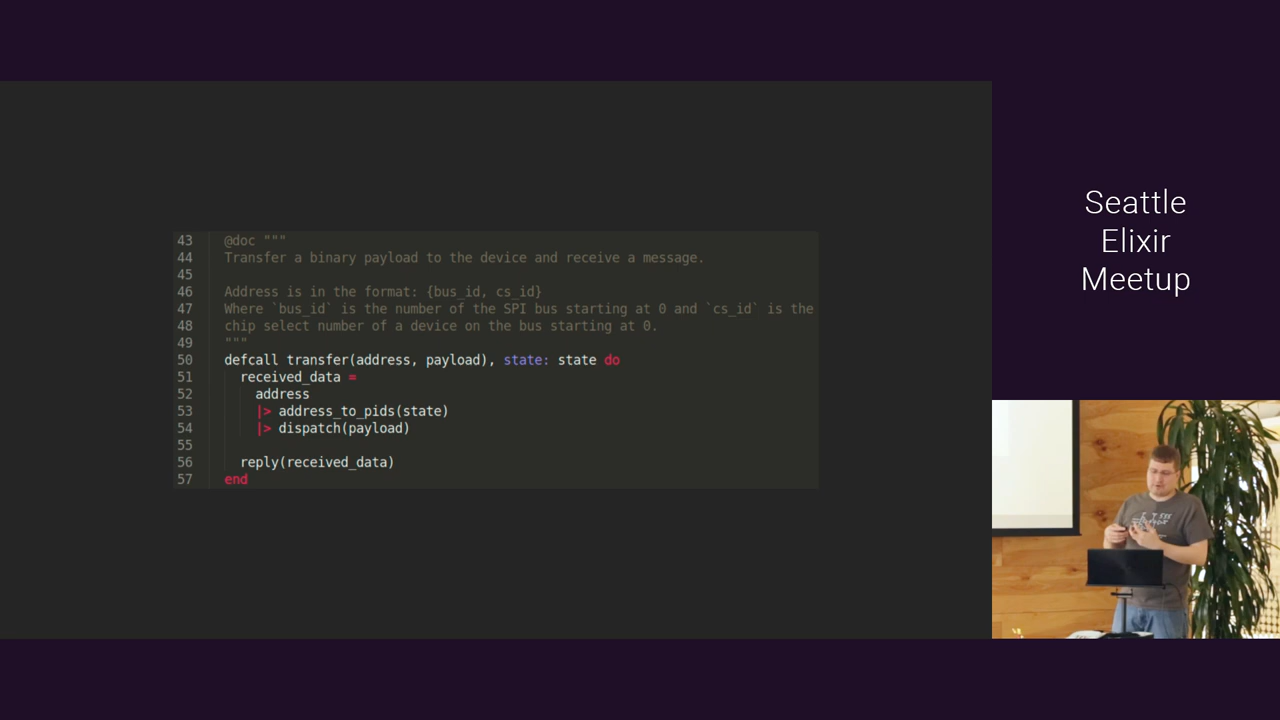 43 @doc """
44 Transfer a binary payload to the device and receive a message.
45
46 Address is in the format: {bus_id, cs_id}
47 Where `bus_id` is the number of the SPI bus starting at 0 and `cs_id` is the
48 chip select number of a device on the bus starting at 0.
49 """
50 defcall transfer(address, payload), state: state do
51 received_data =
52 address
53 |> address_to_pids(state)
54 |> dispatch(payload)
55
56 reply(received_data)
57 end
Seattle
Elixir
Meetup